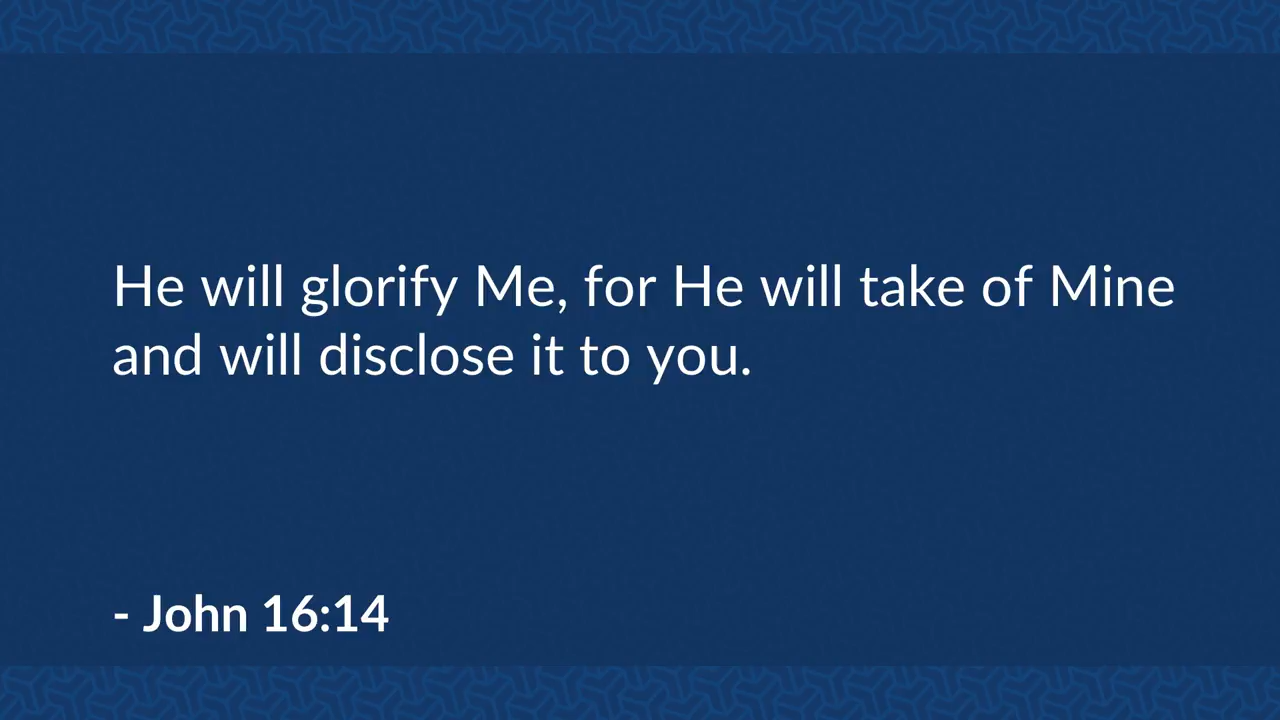 He will glorify Me, for He will take of Mine
and will disclose it to you.
- John 16:14